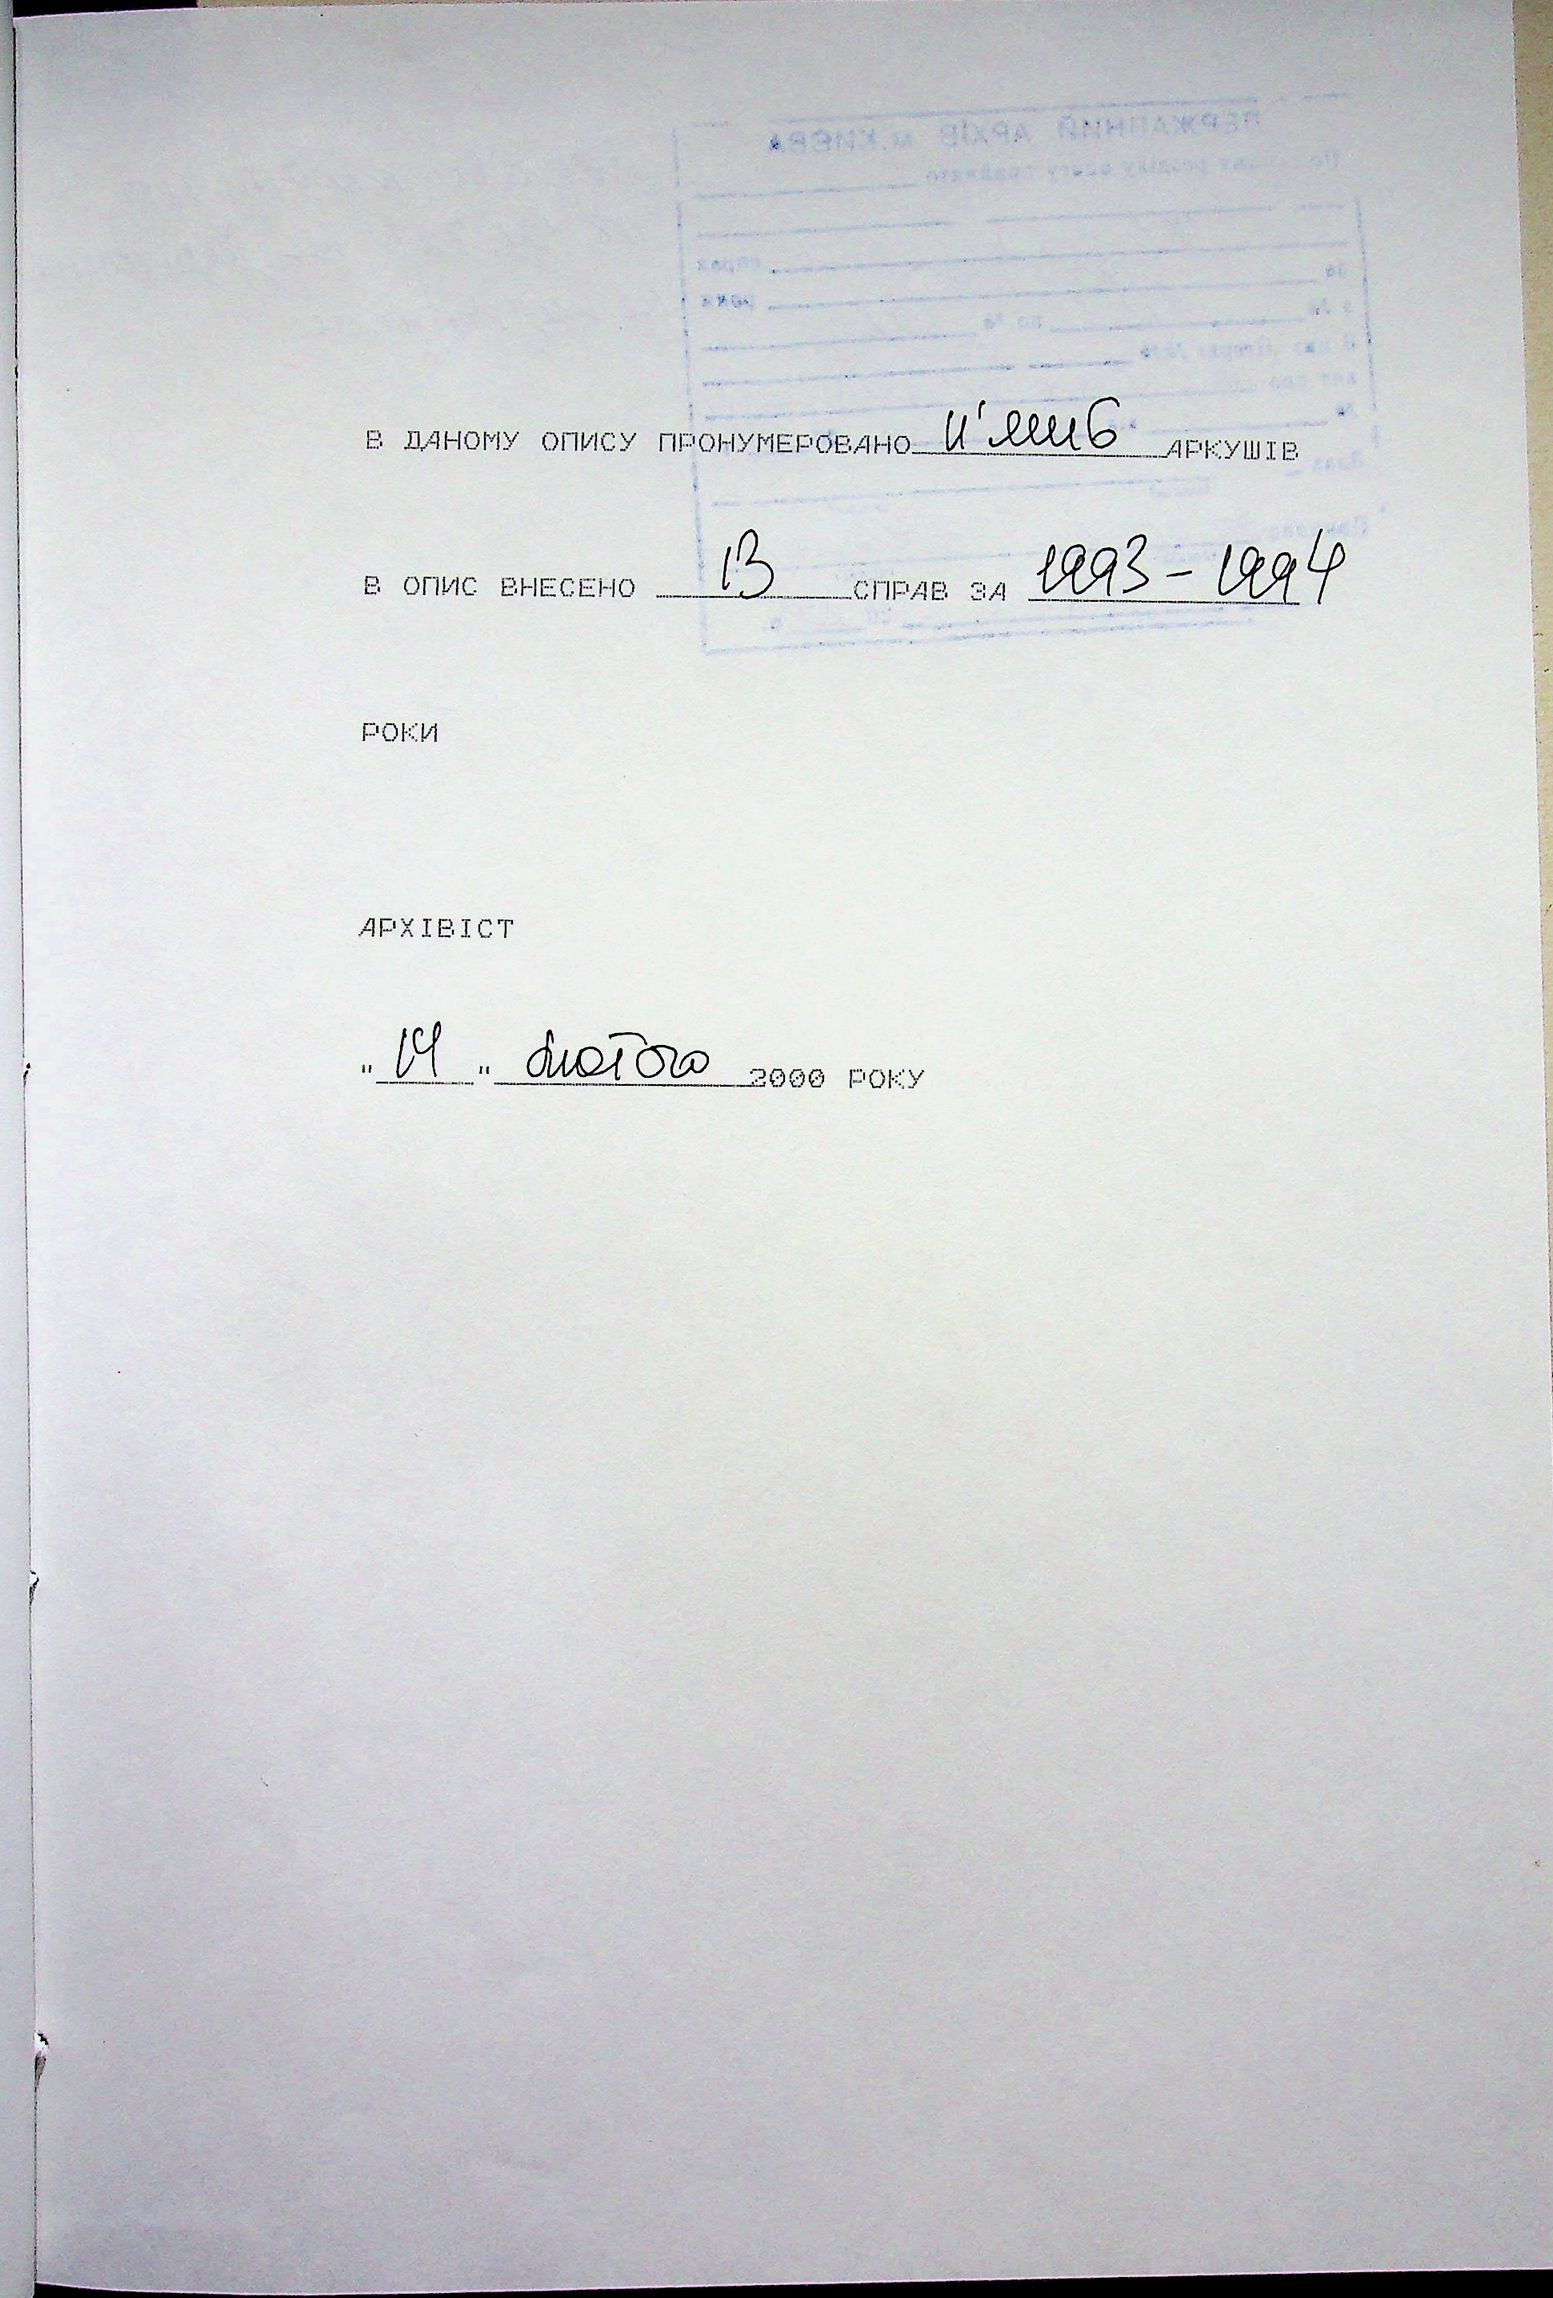 В ДАНОМУ ОПИСУ ПРОНУМЕРОВАНО п'ять АРКУШІВ
В ОПИС ВНЕСЕНО 13 СПРАВ ЗА 1993-1994
РОКИ
АРХІВІСТ
"14" лютого 2000 РОКУ